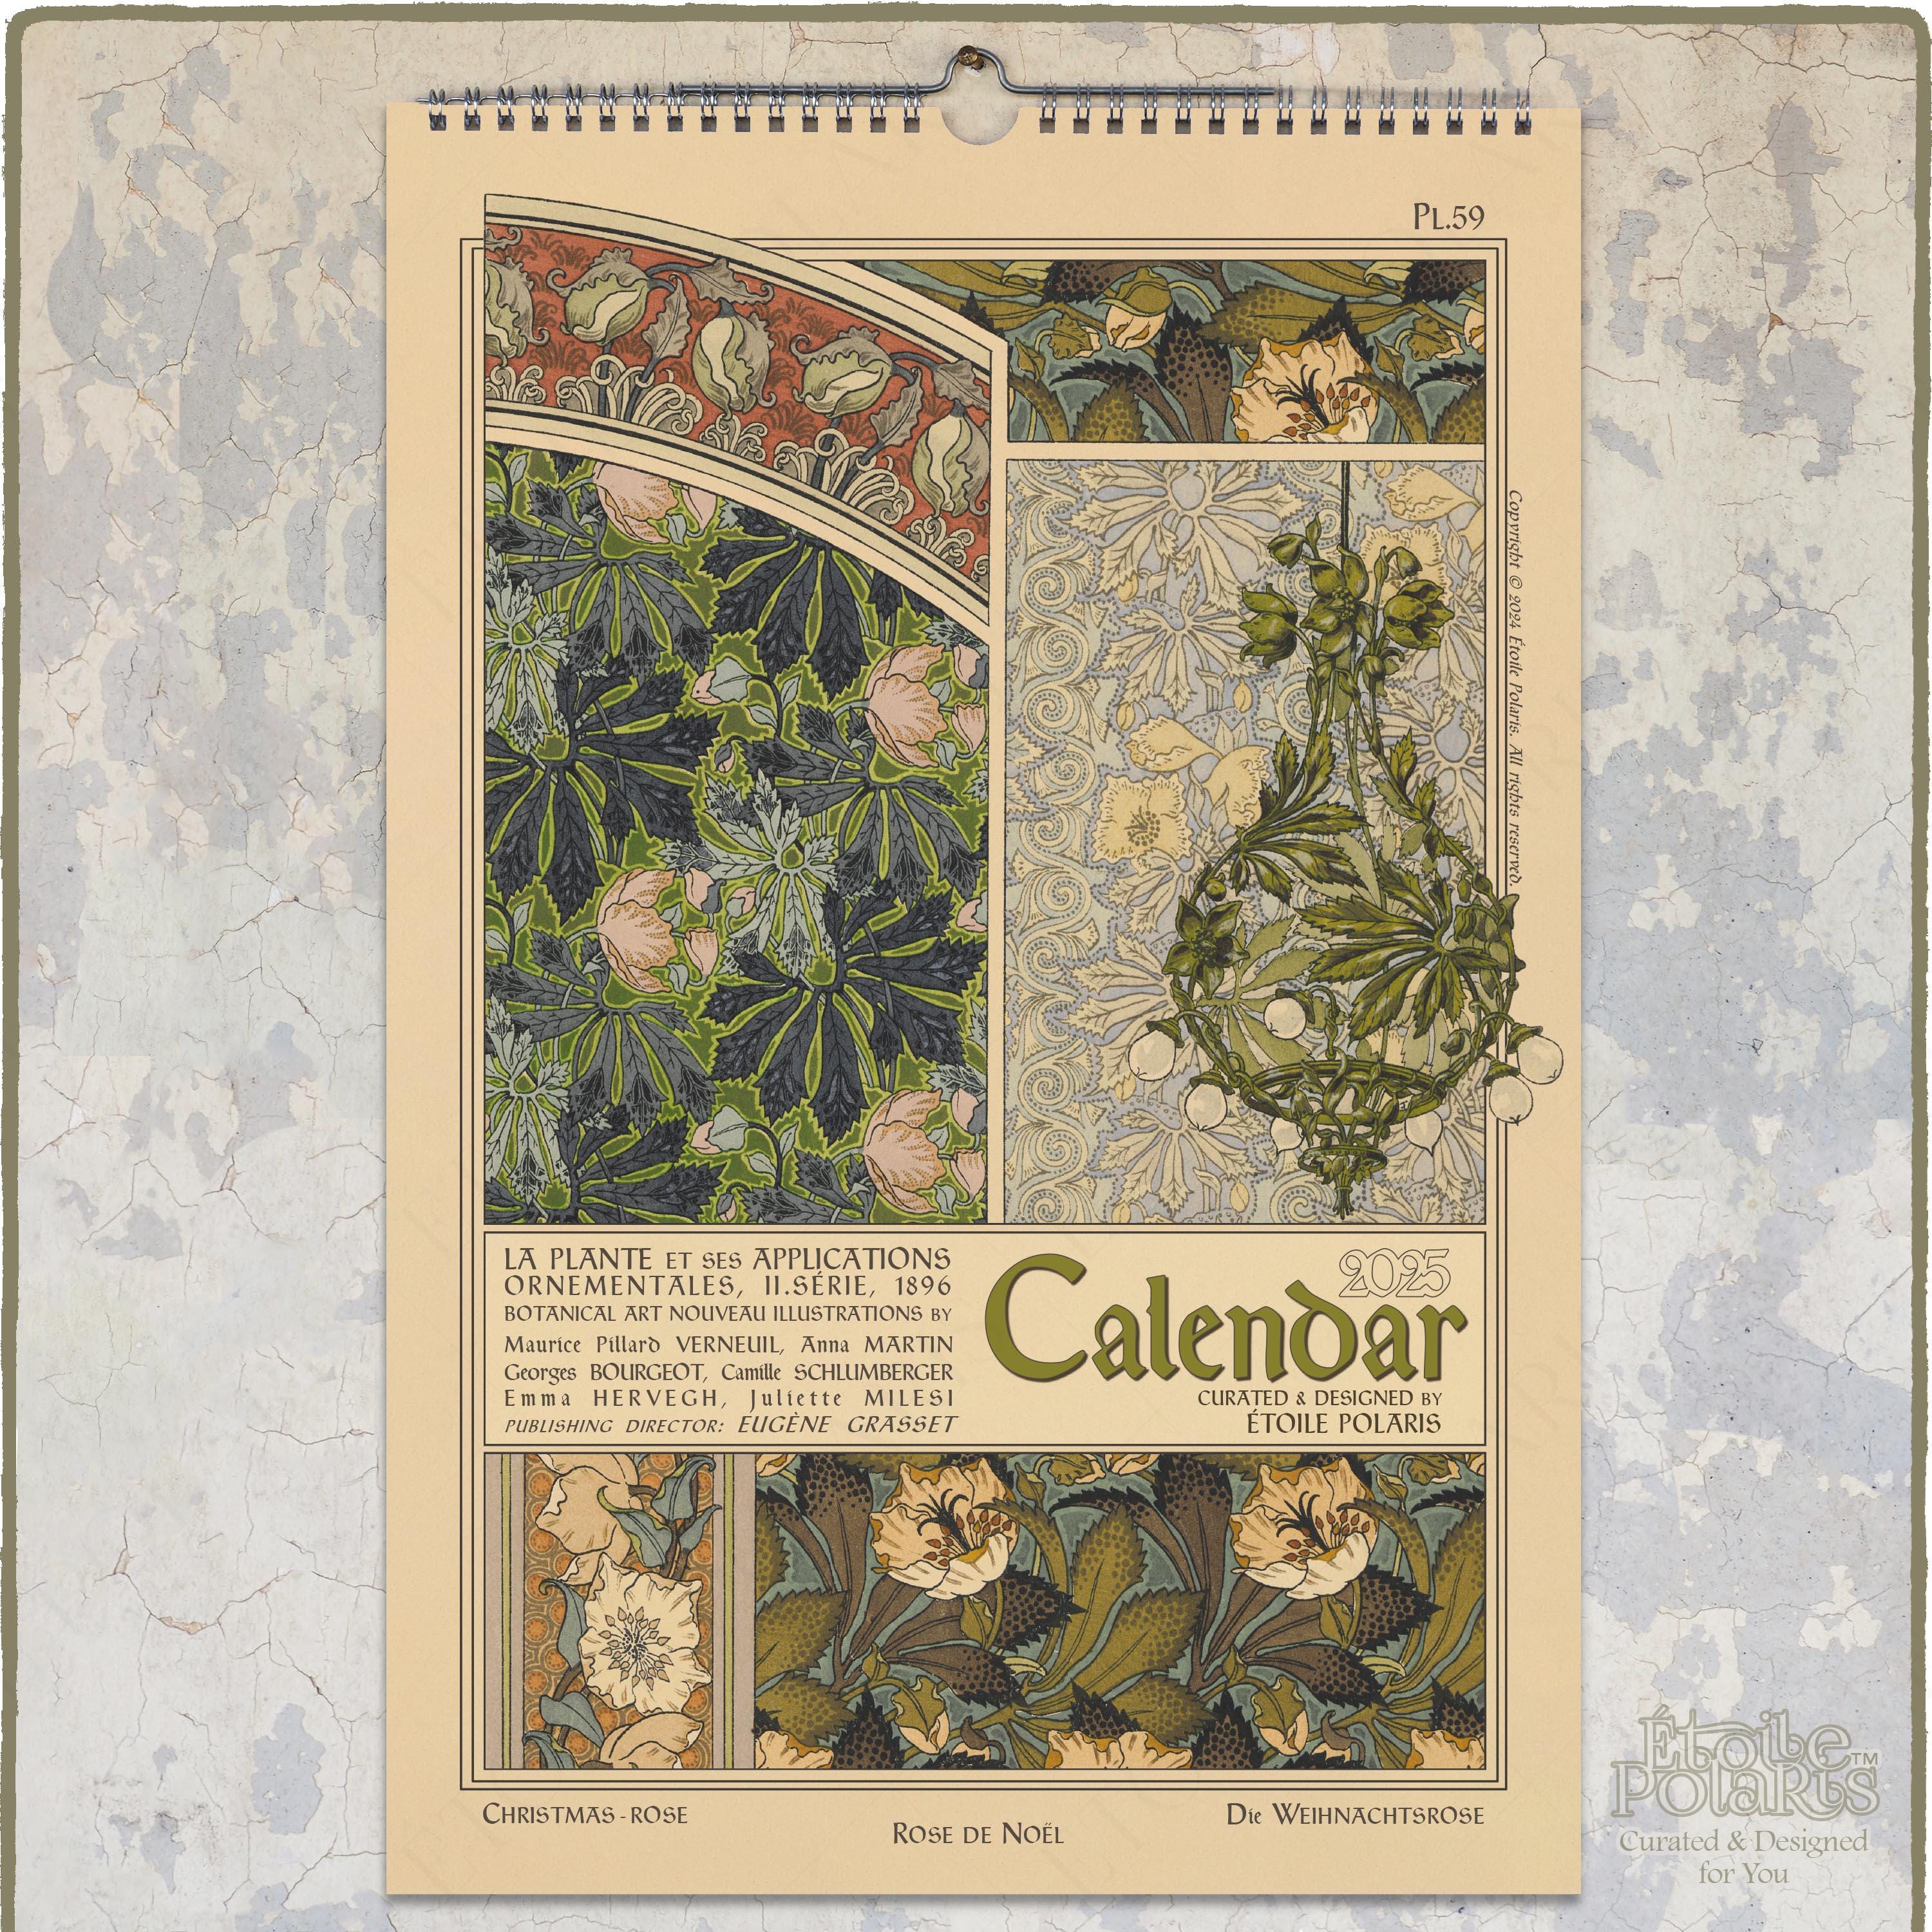 PL.59
Copyright © 2024 Étoile Polaris. All rights reserved.
LA PLANTE ET SES APPLICATIONS
ORNEMENTALES, II.SÉRIE, 1896
BOTANICAL ART NOUVEAU ILLUSTRATIONS BY
Maurice Pillard VERNEUIL, Anna MARTIN
Georges BOURGEOT, Camille SCHLUMBERGER
Emma HERVEGH, Juliette MILESI
PUBLISHING DIRECTOR: EUGÈNE GRASSET
2025
Calendar
CURATED & DESIGNED BY
ÉTOILE POLARIS
CHRISTMAS-ROSE
ROSE DE NOËL
Die WEIHNACHTSROSE
Étoile
Polaris™
Curated & Designed
for You